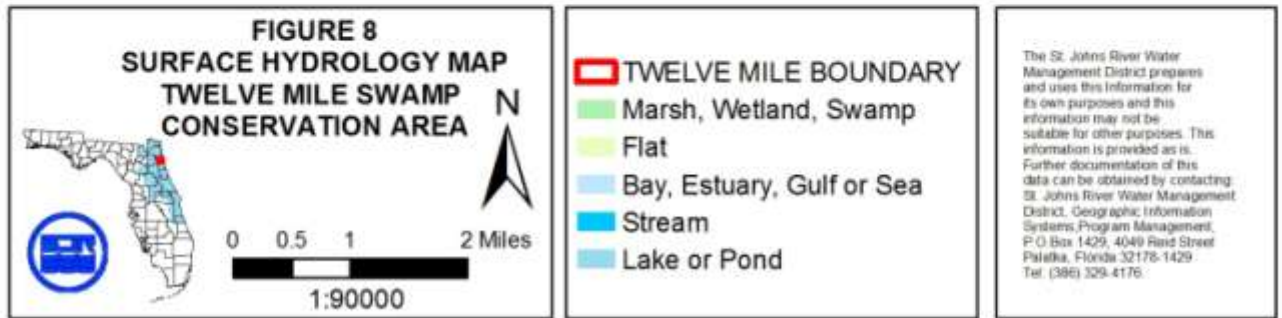 FIGURE 8
SURFACE HYDROLOGY MAP
TWELVE MILE SWAMP
CONSERVATION AREA
N
0 0.5 1 2 Miles
1:90000
TWELVE MILE BOUNDARY
Marsh, Wetland, Swamp
Flat
Bay, Estuary, Gulf or Sea
Stream
Lake or Pond
The St. Johns River Water
Management District prepares
and uses this Information for
its own purposes and this
information may not be
suitable for other purposes. This
information is provided as is.
Further documentation of this
data can be obtained by contacting:
St. Johns River Water Management
District, Geographic Information
Systems,Program Management,
P.O.Box 1429, 4049 Reid Street
Palatka, Florida 32178-1429
Tel: (386) 329-4176.